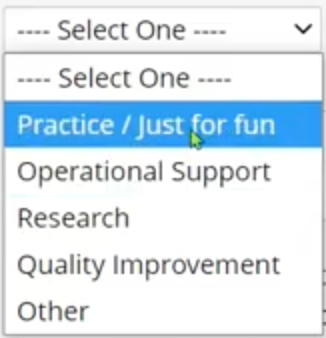 ---- Select One ----
---- Select One ----
Practice / Just for fun
Operational Support
Research
Quality Improvement
Other